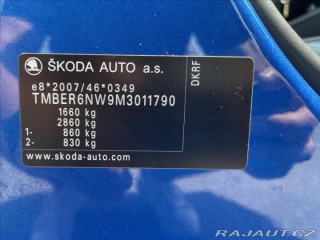 ŠKODA AUTO a.s.
e8*2007/46*0349
TMBER6NW9M3011790
1660 kg
2860 kg
1- 860 kg
2- 830 kg
www.skoda-auto.com
DKRF
RAJAUT.CZ